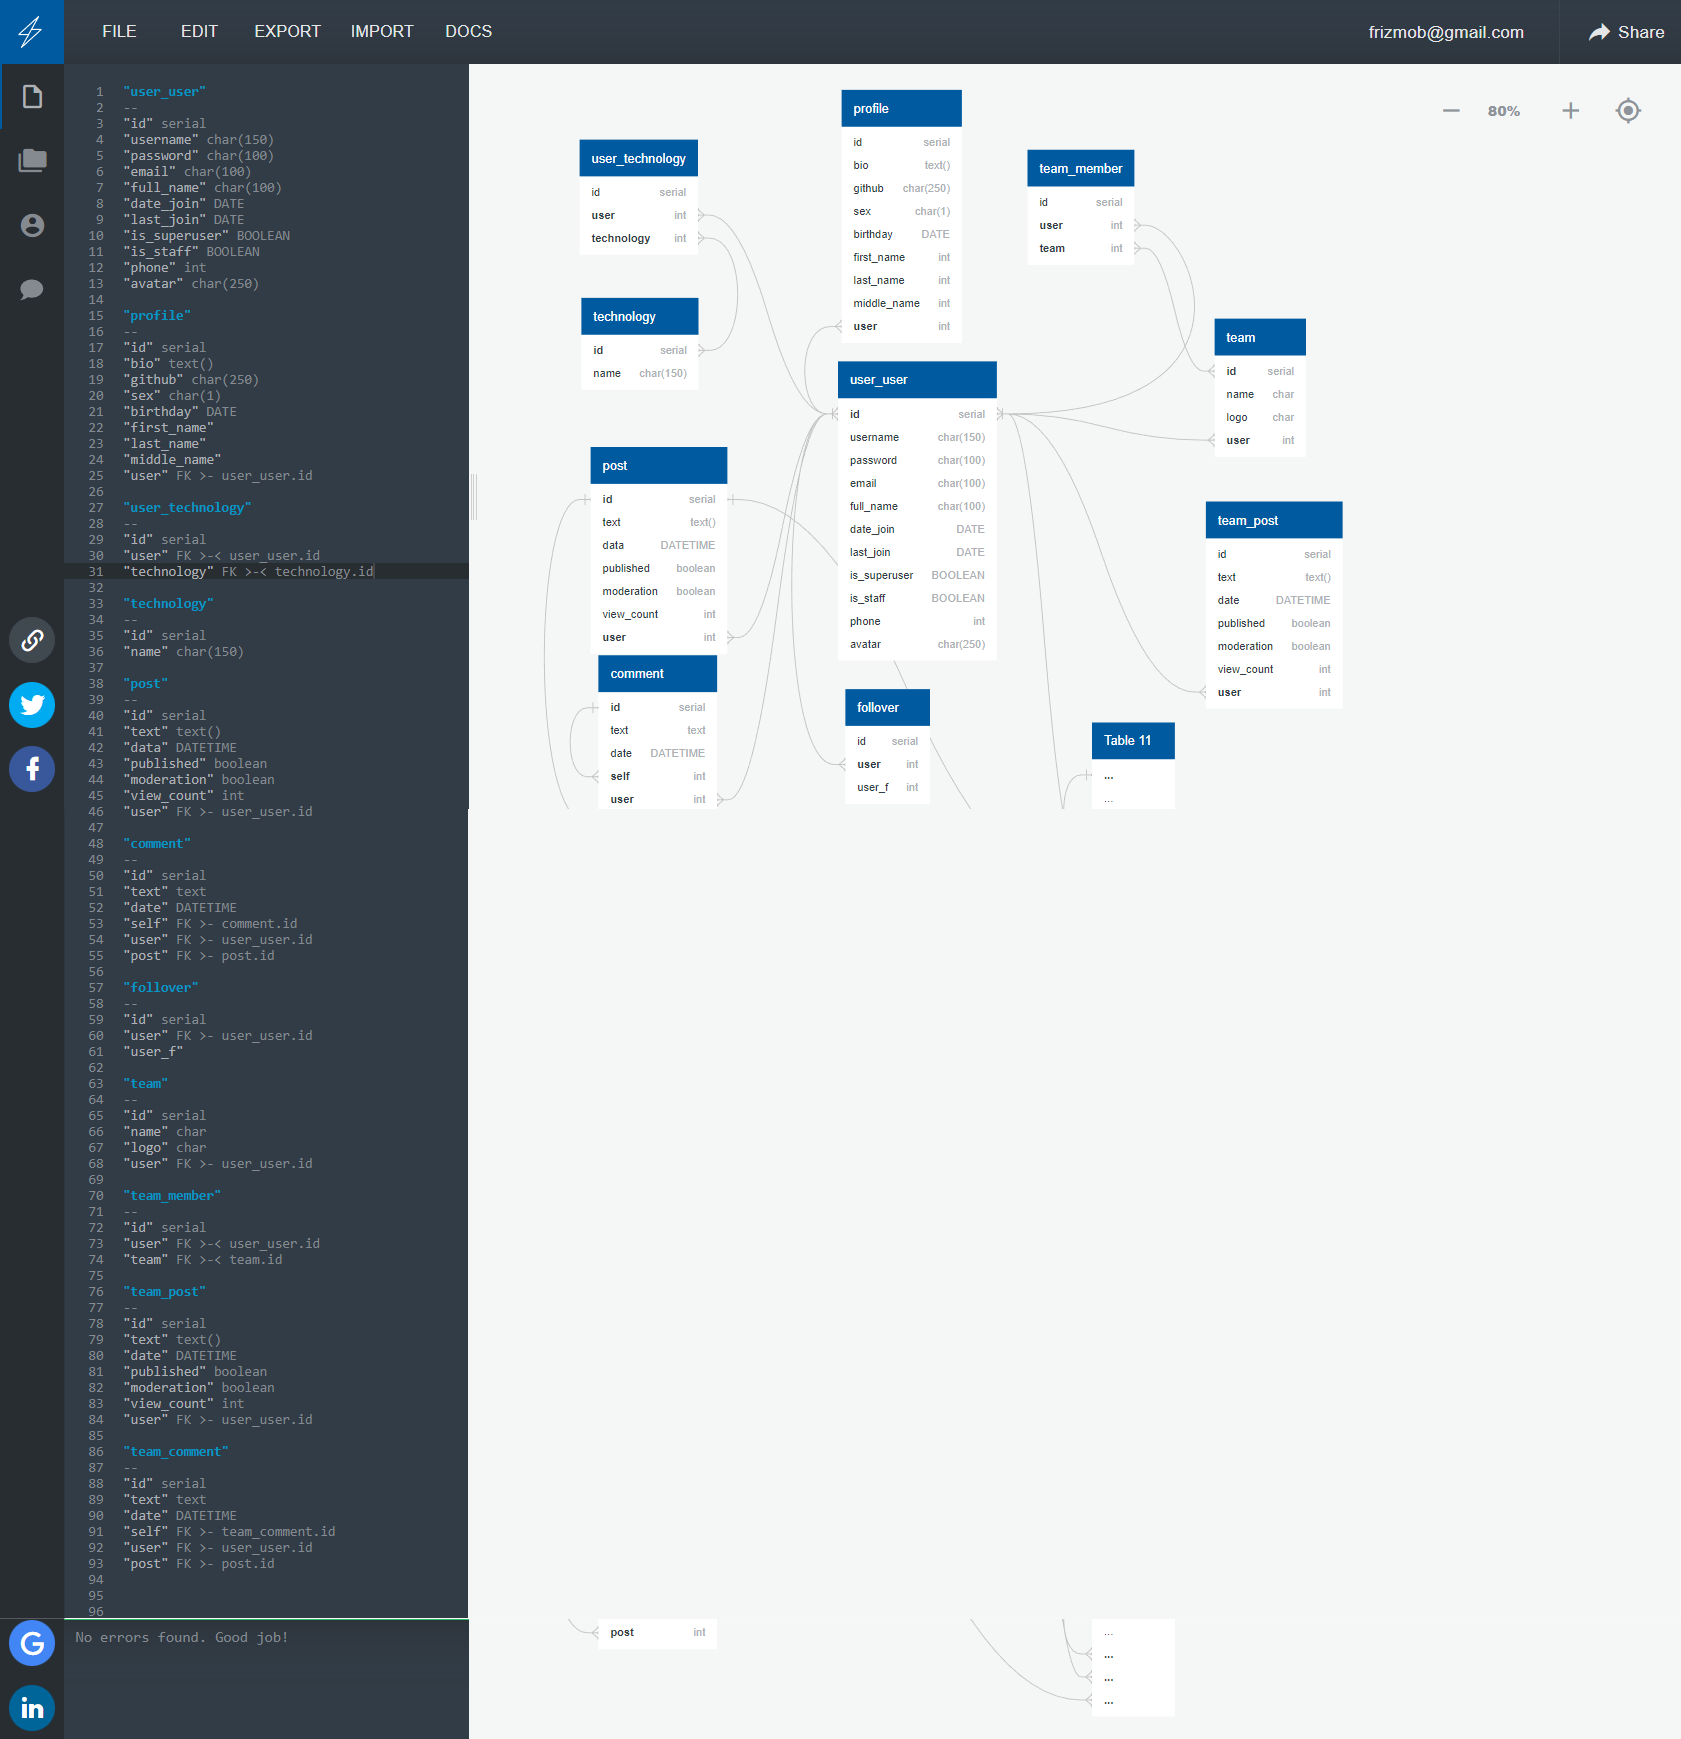 FILE EDIT EXPORT IMPORT DOCS frizmob@gmail.com Share
1 "user_user"
2 --
3 "id" serial
4 "username" char(150)
5 "password" char(100)
6 "email" char(100)
7 "full_name" char(100)
8 "date_join" DATE
9 "last_join" DATE
10 "is_superuser" BOOLEAN
11 "is_staff" BOOLEAN
12 "phone" int
13 "avatar" char(250)
14
15 "profile"
16 --
17 "id" serial
18 "bio" text()
19 "github" char(250)
20 "sex" char(1)
21 "birthday" DATE
22 "first_name"
23 "last_name"
24 "middle_name"
25 "user" FK >- user_user.id
26
27 "user_technology"
28 --
29 "id" serial
30 "user" FK >-< user_user.id
31 "technology" FK >-< technology.id
32
33 "technology"
34 --
35 "id" serial
36 "name" char(150)
37
38 "post"
39 --
40 "id" serial
41 "text" text()
42 "data" DATETIME
43 "published" boolean
44 "moderation" boolean
45 "view_count" int
46 "user" FK >- user_user.id
47
48 "comment"
49 --
50 "id" serial
51 "text" text
52 "date" DATETIME
53 "self" FK >- comment.id
54 "user" FK >- user_user.id
55 "post" FK >- post.id
56
57 "follover"
58 --
59 "id" serial
60 "user" FK >- user_user.id
61 "user_f"
62
63 "team"
64 --
65 "id" serial
66 "name" char
67 "logo" char
68 "user" FK >- user_user.id
69
70 "team_member"
71 --
72 "id" serial
73 "user" FK >-< user_user.id
74 "team" FK >-< team.id
75
76 "team_post"
77 --
78 "id" serial
79 "text" text()
80 "date" DATETIME
81 "published" boolean
82 "moderation" boolean
83 "view_count" int
84 "user" FK >- user_user.id
85
86 "team_comment"
87 --
88 "id" serial
89 "text" text
90 "date" DATETIME
91 "self" FK >- team_comment.id
92 "user" FK >- user_user.id
93 "post" FK >- post.id
94
95
96
No errors found. Good job!
80%
user_technology
id serial
user int
technology int
technology
id serial
name char(150)
post
id serial
text text()
data DATETIME
published boolean
moderation boolean
view_count int
user int
comment
id serial
text text
date DATETIME
self int
user int
post int
profile
id serial
bio text()
github char(250)
sex char(1)
birthday DATE
first_name int
last_name int
middle_name int
user int
user_user
id serial
username char(150)
password char(100)
email char(100)
full_name char(100)
date_join DATE
last_join DATE
is_superuser BOOLEAN
is_staff BOOLEAN
phone int
avatar char(250)
follover
id serial
user int
user_f int
team_member
id serial
user int
team int
team
id serial
name char
logo char
user int
team_post
id serial
text text()
date DATETIME
published boolean
moderation boolean
view_count int
user int
Table 11
...
...
...
...
...
...
f
G
in